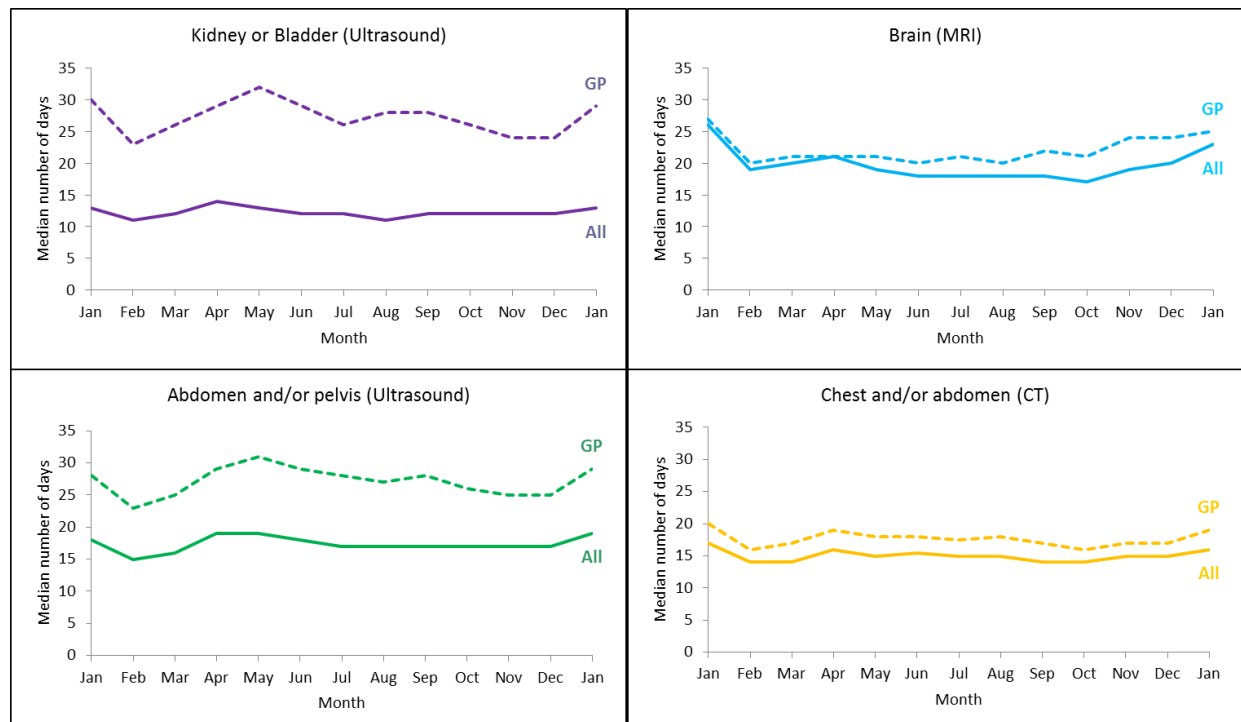 Kidney or Bladder (Ultrasound)
Median number of days
35
30
25
20
15
10
5
0
GP
All
Jan Feb Mar Apr May Jun Jul Aug Sep Oct Nov Dec Jan
Month
Brain (MRI)
Median number of days
35
30
25
20
15
10
5
0
GP
All
Jan Feb Mar Apr May Jun Jul Aug Sep Oct Nov Dec Jan
Month
Abdomen and/or pelvis (Ultrasound)
Median number of days
35
30
25
20
15
10
5
0
GP
All
Jan Feb Mar Apr May Jun Jul Aug Sep Oct Nov Dec Jan
Month
Chest and/or abdomen (CT)
Median number of days
35
30
25
20
15
10
5
0
GP
All
Jan Feb Mar Apr May Jun Jul Aug Sep Oct Nov Dec Jan
Month